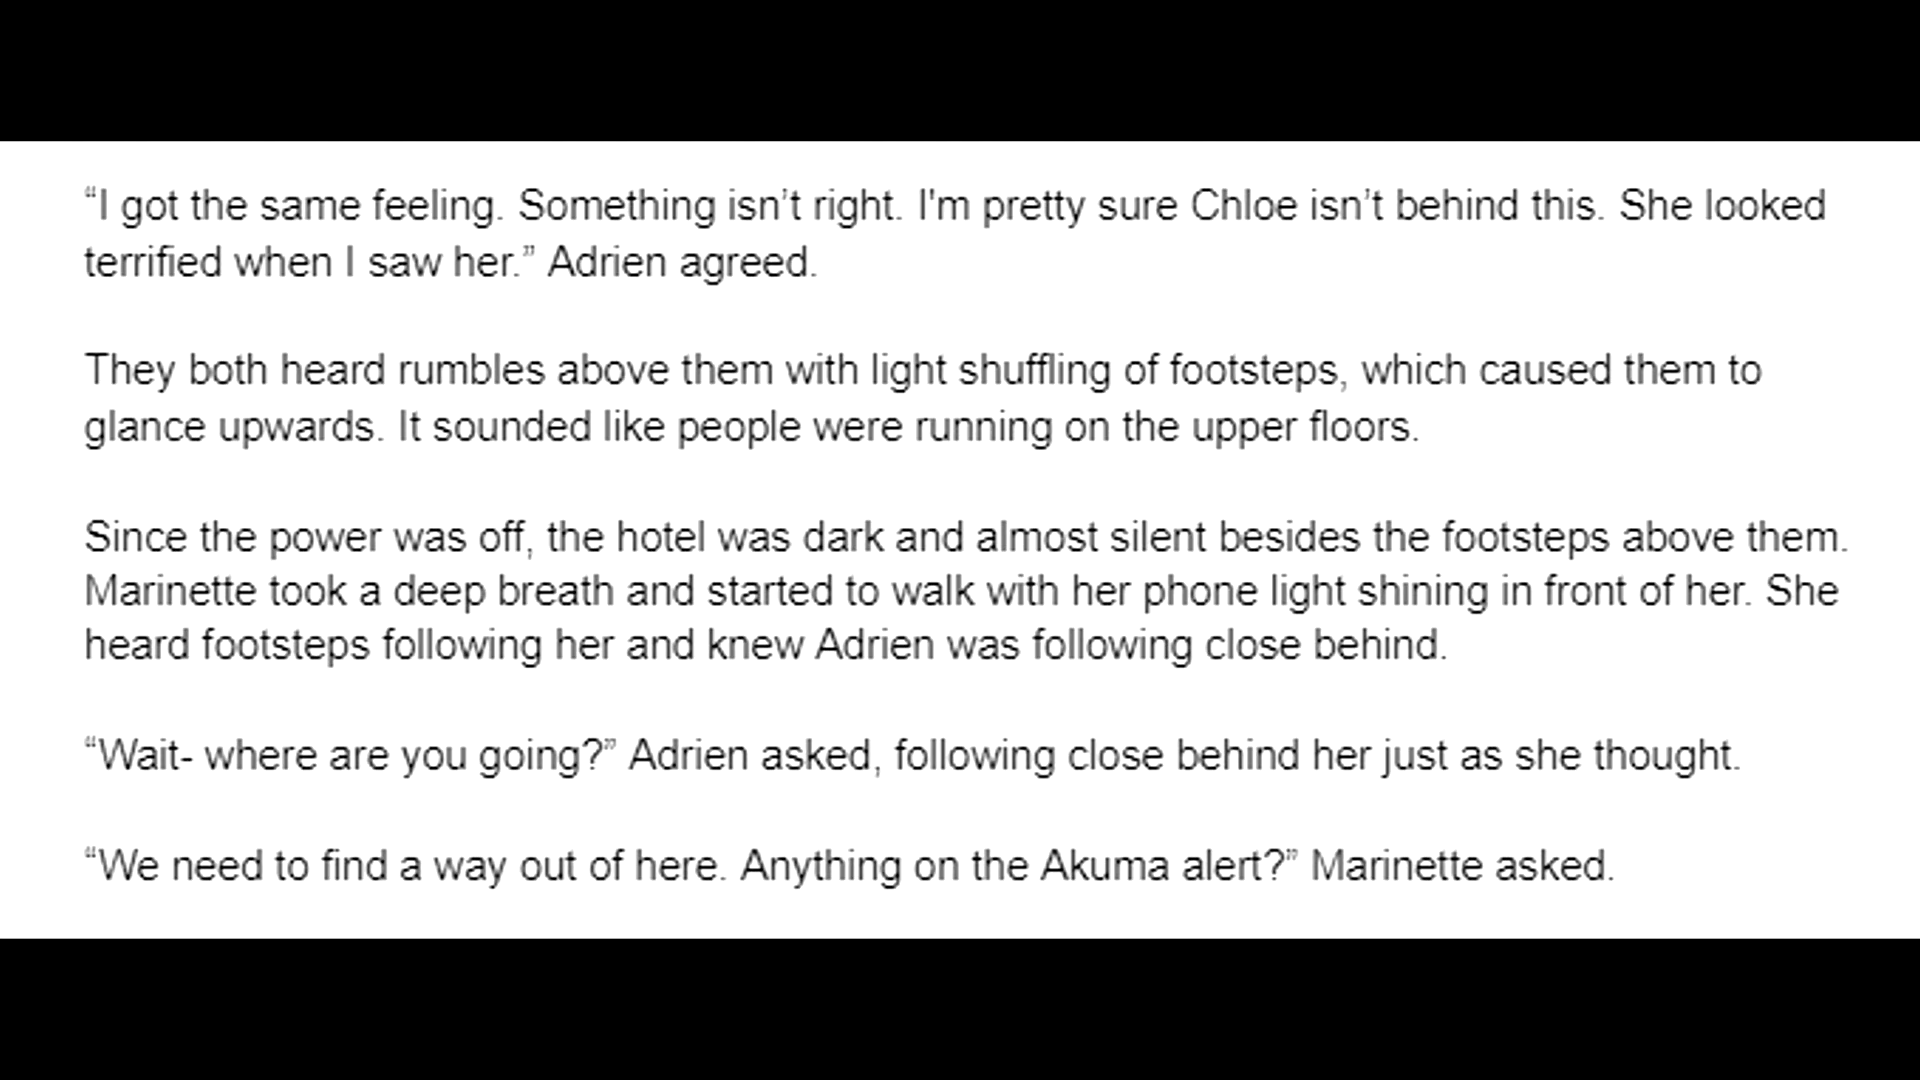 “I got the same feeling. Something isn’t right. I'm pretty sure Chloe isn’t behind this. She looked
terrified when I saw her.” Adrien agreed.
They both heard rumbles above them with light shuffling of footsteps, which caused them to
glance upwards. It sounded like people were running on the upper floors.
Since the power was off, the hotel was dark and almost silent besides the footsteps above them.
Marinette took a deep breath and started to walk with her phone light shining in front of her. She
heard footsteps following her and knew Adrien was following close behind.
“Wait- where are you going?” Adrien asked, following close behind her just as she thought.
“We need to find a way out of here. Anything on the Akuma alert?” Marinette asked.